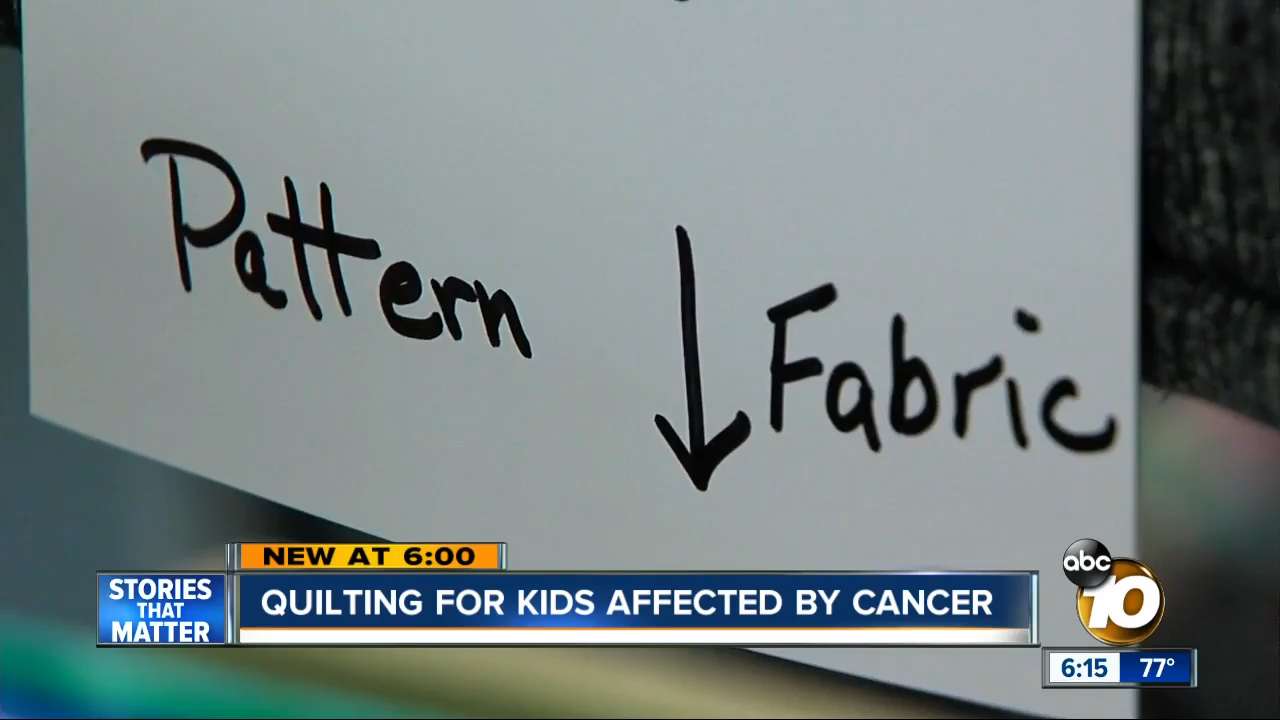 Pattern
↓ Fabric
NEW AT 6:00
STORIES
THAT
MATTER
QUILTING FOR KIDS AFFECTED BY CANCER
abc
10
6:15 77°